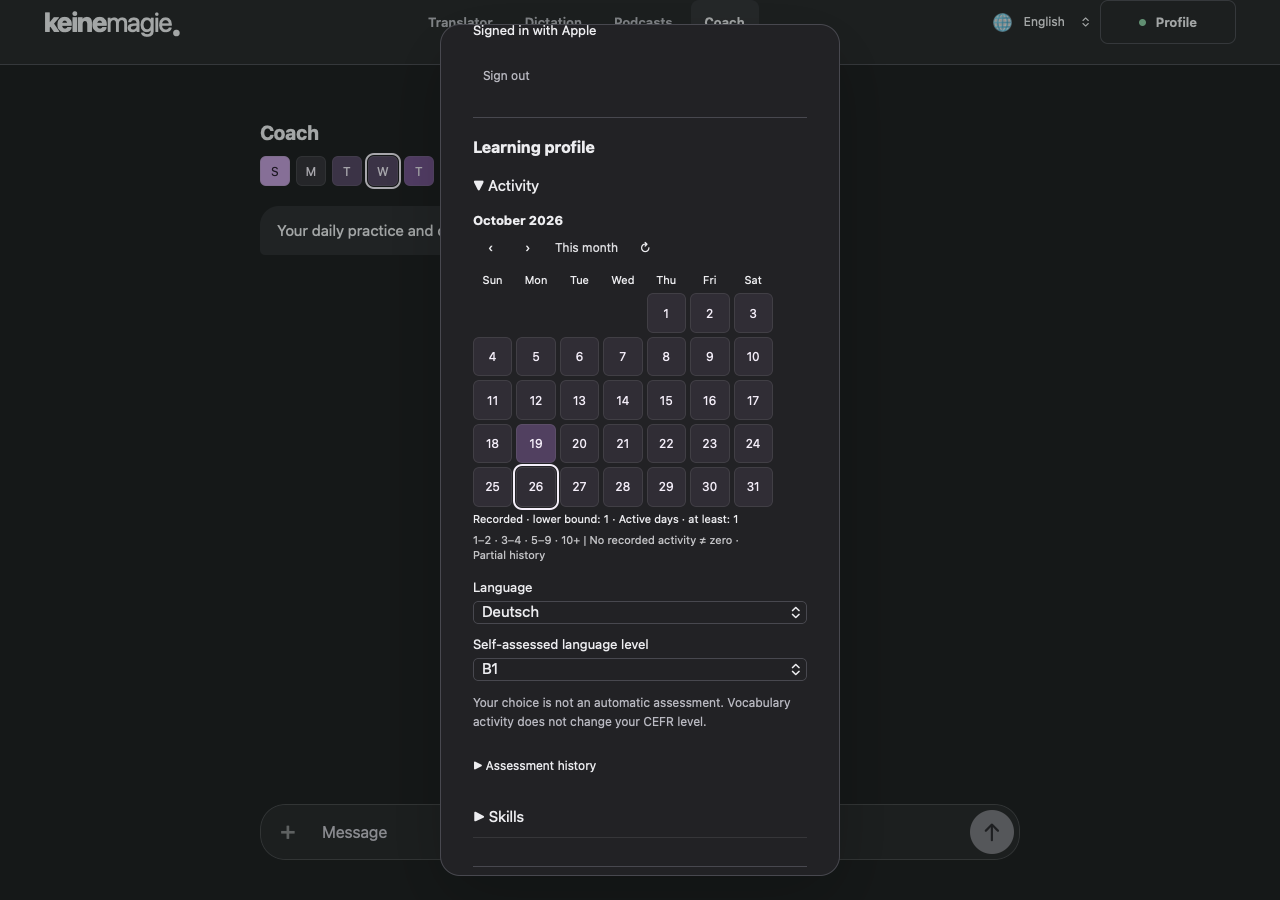 keinemagie.
Translator Dictation Podcasts Coach
English
Profile
Signed in with Apple
Sign out
Coach
S M T W T
Your daily practice and
Learning profile
▼ Activity
October 2026
‹ › This month ↻
Sun Mon Tue Wed Thu Fri Sat
1 2 3
4 5 6 7 8 9 10
11 12 13 14 15 16 17
18 19 20 21 22 23 24
25 26 27 28 29 30 31
Recorded · lower bound: 1 · Active days · at least: 1
1–2 · 3–4 · 5–9 · 10+ | No recorded activity ≠ zero ·
Partial history
Language
Deutsch
Self-assessed language level
B1
Your choice is not an automatic assessment. Vocabulary
activity does not change your CEFR level.
▶ Assessment history
▶ Skills
Message